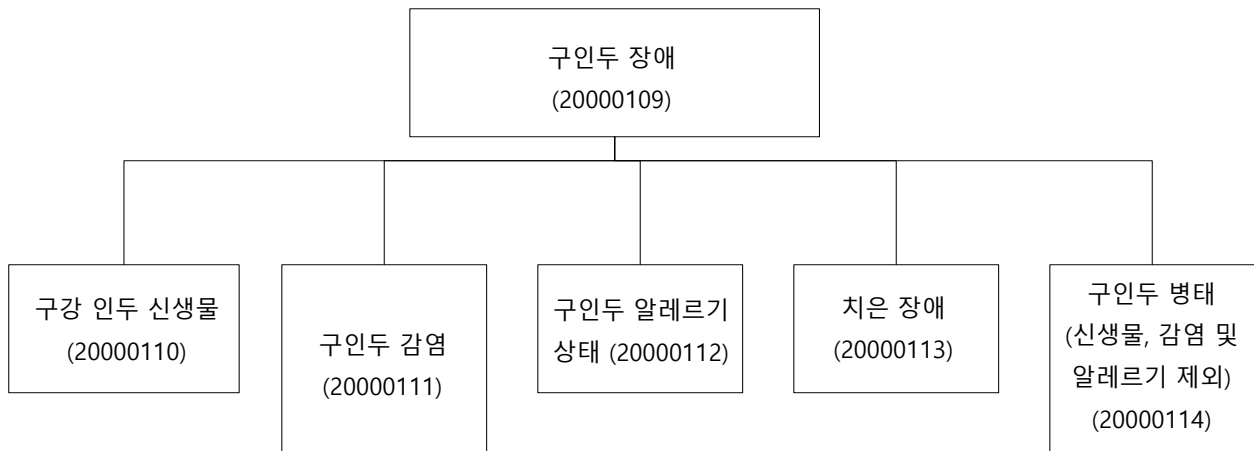 구인두 장애
(20000109)
구강 인두 신생물
(20000110)
구인두 감염
(20000111)
구인두 알레르기
상태 (20000112)
치은 장애
(20000113)
구인두 병태
(신생물, 감염 및
알레르기 제외)
(20000114)